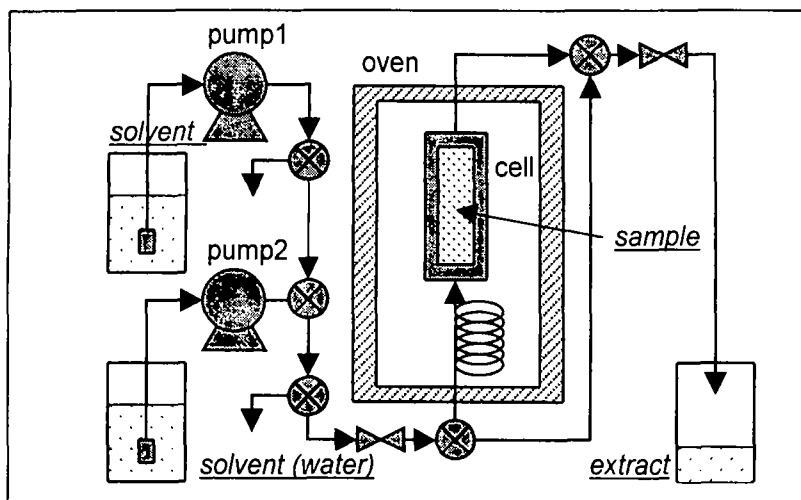 pump1
oven
solvent
cell
sample
pump2
solvent (water)
extract